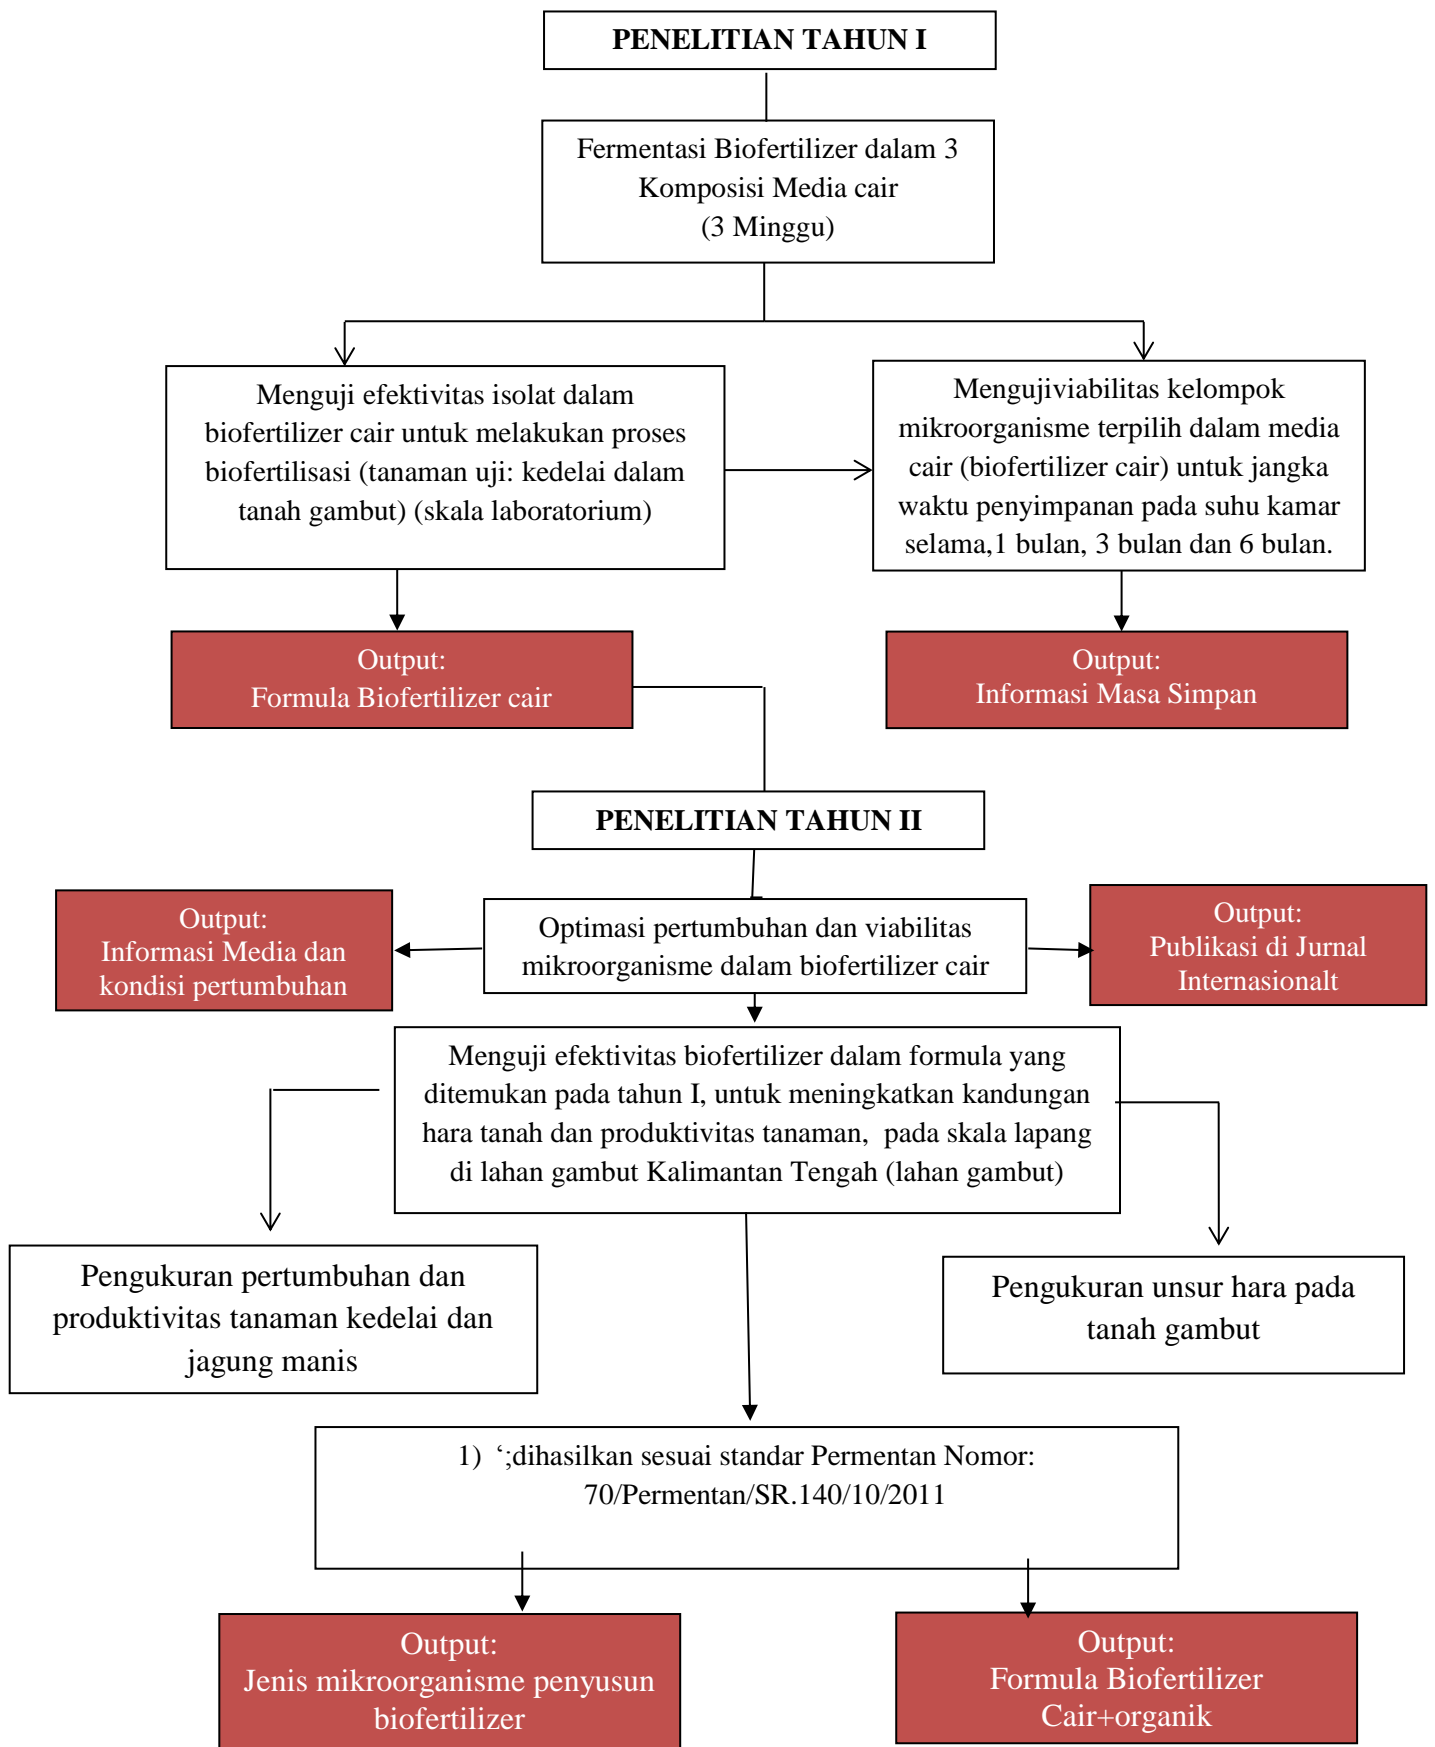 PENELITIAN TAHUN I
Fermentasi Biofertilizer dalam 3
Komposisi Media cair
(3 Minggu)
Menguji efektivitas isolat dalam
biofertilizer cair untuk melakukan proses
biofertilisasi (tanaman uji: kedelai dalam
tanah gambut) (skala laboratorium)
Mengujiviabilitas kelompok
mikroorganisme terpilih dalam media
cair (biofertilizer cair) untuk jangka
waktu penyimpanan pada suhu kamar
selama,1 bulan, 3 bulan dan 6 bulan.
Output:
Formula Biofertilizer cair
Output:
Informasi Masa Simpan
PENELITIAN TAHUN II
Output:
Informasi Media dan
kondisi pertumbuhan
Optimasi pertumbuhan dan viabilitas
mikroorganisme dalam biofertilizer cair
Output:
Publikasi di Jurnal
Internasionalt
Menguji efektivitas biofertilizer dalam formula yang
ditemukan pada tahun I, untuk meningkatkan kandungan
hara tanah dan produktivitas tanaman, pada skala lapang
di lahan gambut Kalimantan Tengah (lahan gambut)
Pengukuran pertumbuhan dan
produktivitas tanaman kedelai dan
jagung manis
Pengukuran unsur hara pada
tanah gambut
1) ‘;dihasilkan sesuai standar Permentan Nomor:
70/Permentan/SR.140/10/2011
Output:
Jenis mikroorganisme penyusun
biofertilizer
Output:
Formula Biofertilizer
Cair+organik